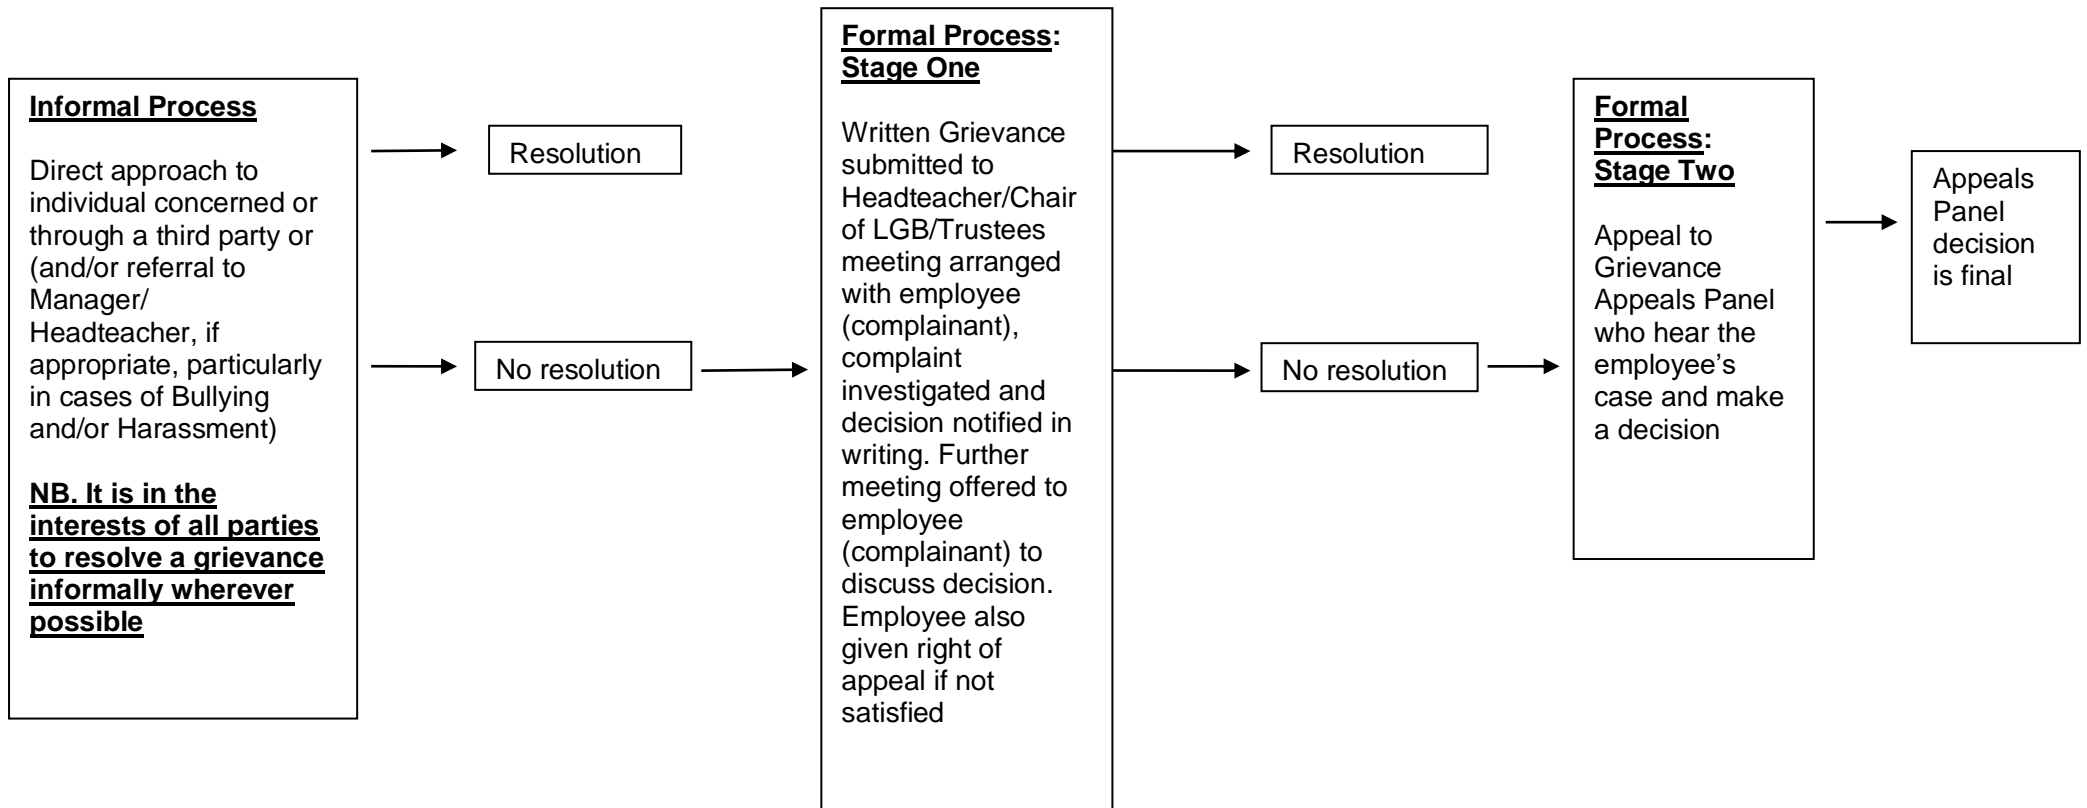 Informal Process
Direct approach to
individual concerned or
through a third party or
(and/or referral to
Manager/
Headteacher, if
appropriate, particularly
in cases of Bullying
and/or Harassment)
NB. It is in the
interests of all parties
to resolve a grievance
informally wherever
possible
Resolution
No resolution
Formal Process:
Stage One
Written Grievance
submitted to
Headteacher/Chair
of LGB/Trustees
meeting arranged
with employee
(complainant),
complaint
investigated and
decision notified in
writing. Further
meeting offered to
employee
(complainant) to
discuss decision.
Employee also
given right of
appeal if not
satisfied
Resolution
No resolution
Formal
Process:
Stage Two
Appeal to
Grievance
Appeals Panel
who hear the
employee’s
case and make
a decision
Appeals
Panel
decision
is final